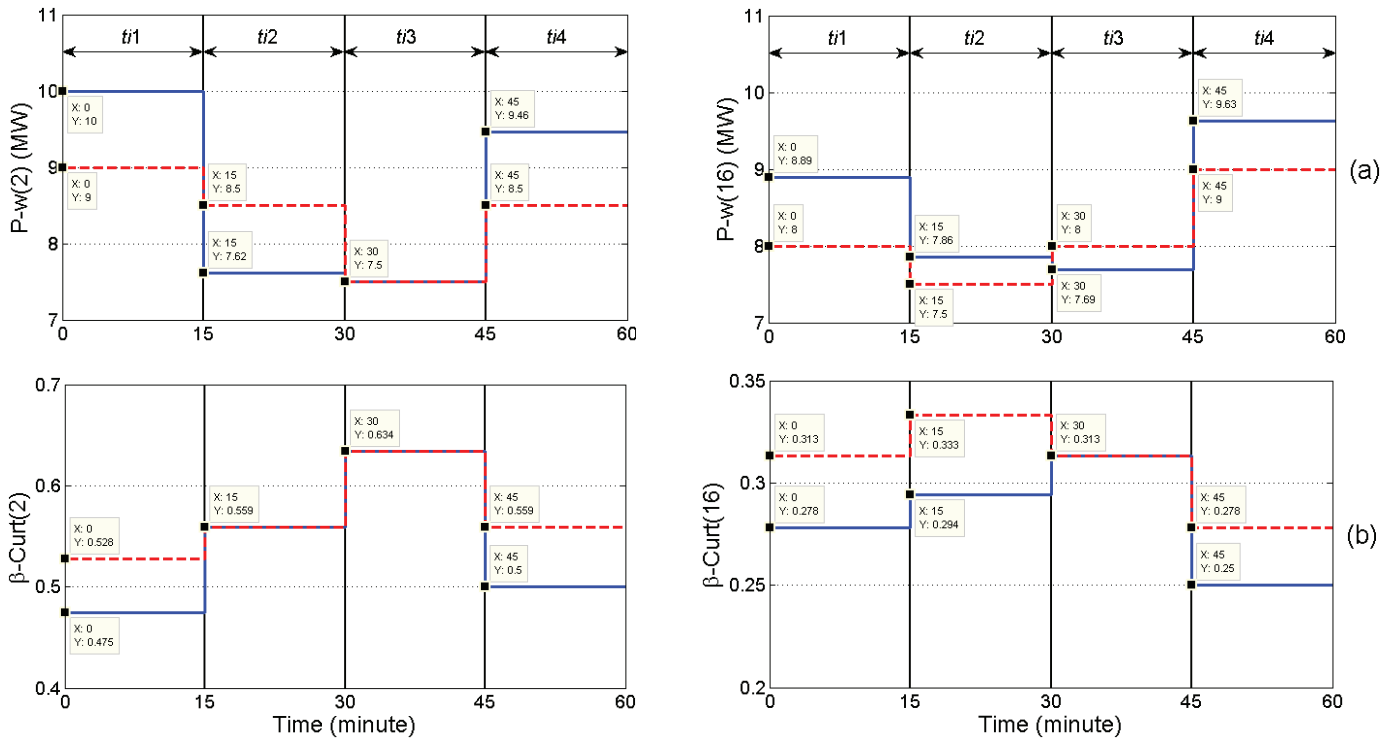 11
ti1 ti2 ti3 ti4
10
9
8
7
P-w(2) (MW)
X: 0
Y: 10
X: 0
Y: 9
X: 15
Y: 8.5
X: 15
Y: 7.62
X: 30
Y: 7.5
X: 45
Y: 9.46
X: 45
Y: 8.5
0 15 30 45 60
11
ti1 ti2 ti3 ti4
10
9
8
7
P-w(16) (MW)
X: 0
Y: 8.89
X: 0
Y: 8
X: 15
Y: 7.86
X: 15
Y: 7.5
X: 30
Y: 8
X: 30
Y: 7.69
X: 45
Y: 9.63
X: 45
Y: 9
0 15 30 45 60
(a)
0.7
0.6
0.5
0.4
β-Curt(2)
X: 0
Y: 0.528
X: 0
Y: 0.475
X: 15
Y: 0.559
X: 30
Y: 0.634
X: 45
Y: 0.559
X: 45
Y: 0.5
0 15 30 45 60
Time (minute)
0.35
0.3
0.25
0.2
β-Curt(16)
X: 0
Y: 0.313
X: 0
Y: 0.278
X: 15
Y: 0.333
X: 15
Y: 0.294
X: 30
Y: 0.313
X: 45
Y: 0.278
X: 45
Y: 0.25
0 15 30 45 60
Time (minute)
(b)